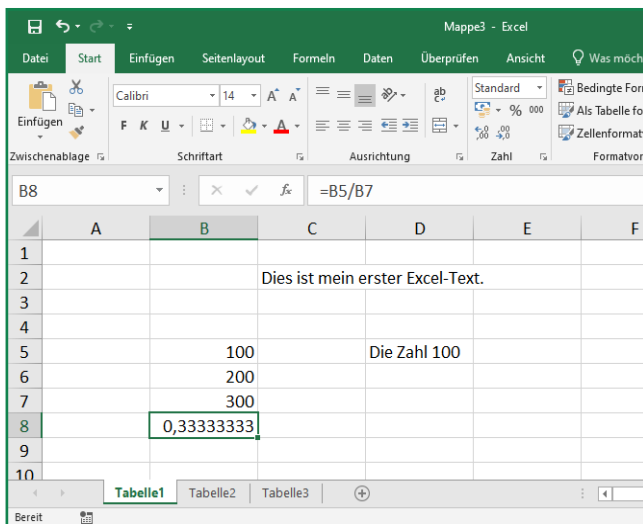 Mappe3 - Excel
Datei Start Einfügen Seitenlayout Formeln Daten Überprüfen Ansicht Was möch
Calibri 14 A A ab Standard Bedingte For
Einfügen F K U A % 000 Als Tabelle fo
,00 Zellenformat
Zwischenablage Schriftart Ausrichtung Zahl Formatvor
B8 fx =B5/B7
A B C D E F
1
2 Dies ist mein erster Excel-Text.
3
4
5 100 Die Zahl 100
6 200
7 300
8 0,33333333
9
10
Tabelle1 Tabelle2 Tabelle3
Bereit